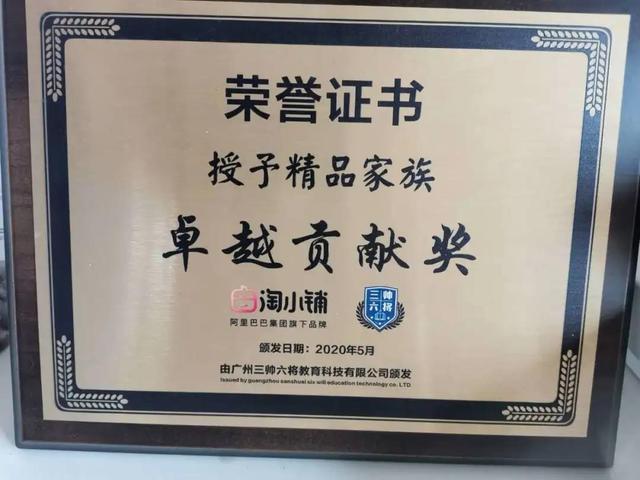 荣誉证书
授予精品家族
卓越贡献奖
淘小铺
阿里巴巴集团旗下品牌
三帅
六将
颁发日期：2020年5月
由广州三帅六将教育科技有限公司颁发
Issued by guangzhou sanshuai six will education technology co. LTD.